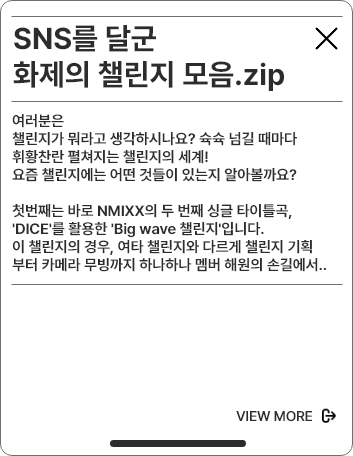 SNS를 달군
화제의 챌린지 모음.zip
여러분은
챌린지가 뭐라고 생각하시나요? 슉슉 넘길 때마다
휘황찬란 펼쳐지는 챌린지의 세계!
요즘 챌린지에는 어떤 것들이 있는지 알아볼까요?
첫번째는 바로 NMIXX의 두 번째 싱글 타이틀곡,
'DICE'를 활용한 'Big wave 챌린지'입니다.
이 챌린지의 경우, 여타 챌린지와 다르게 챌린지 기획
부터 카메라 무빙까지 하나하나 멤버 해원의 손길에서..
VIEW MORE